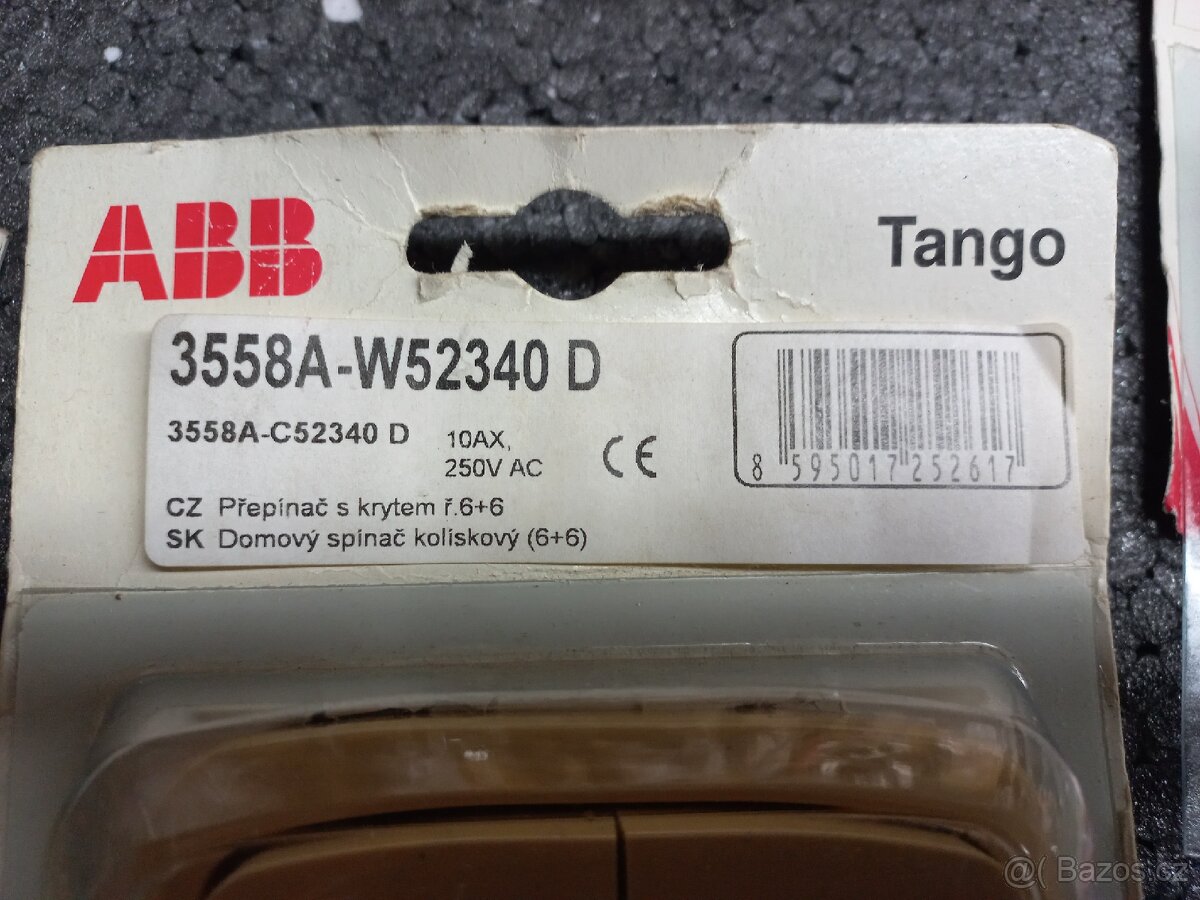 ABB
Tango
3558A-W52340 D
3558A-C52340 D
10AX,
250V AC
CE
8 595017 252617
CZ Přepínač s krytem ř.6+6
SK Domový spínač kolískový (6+6)
@( Bazos.cz